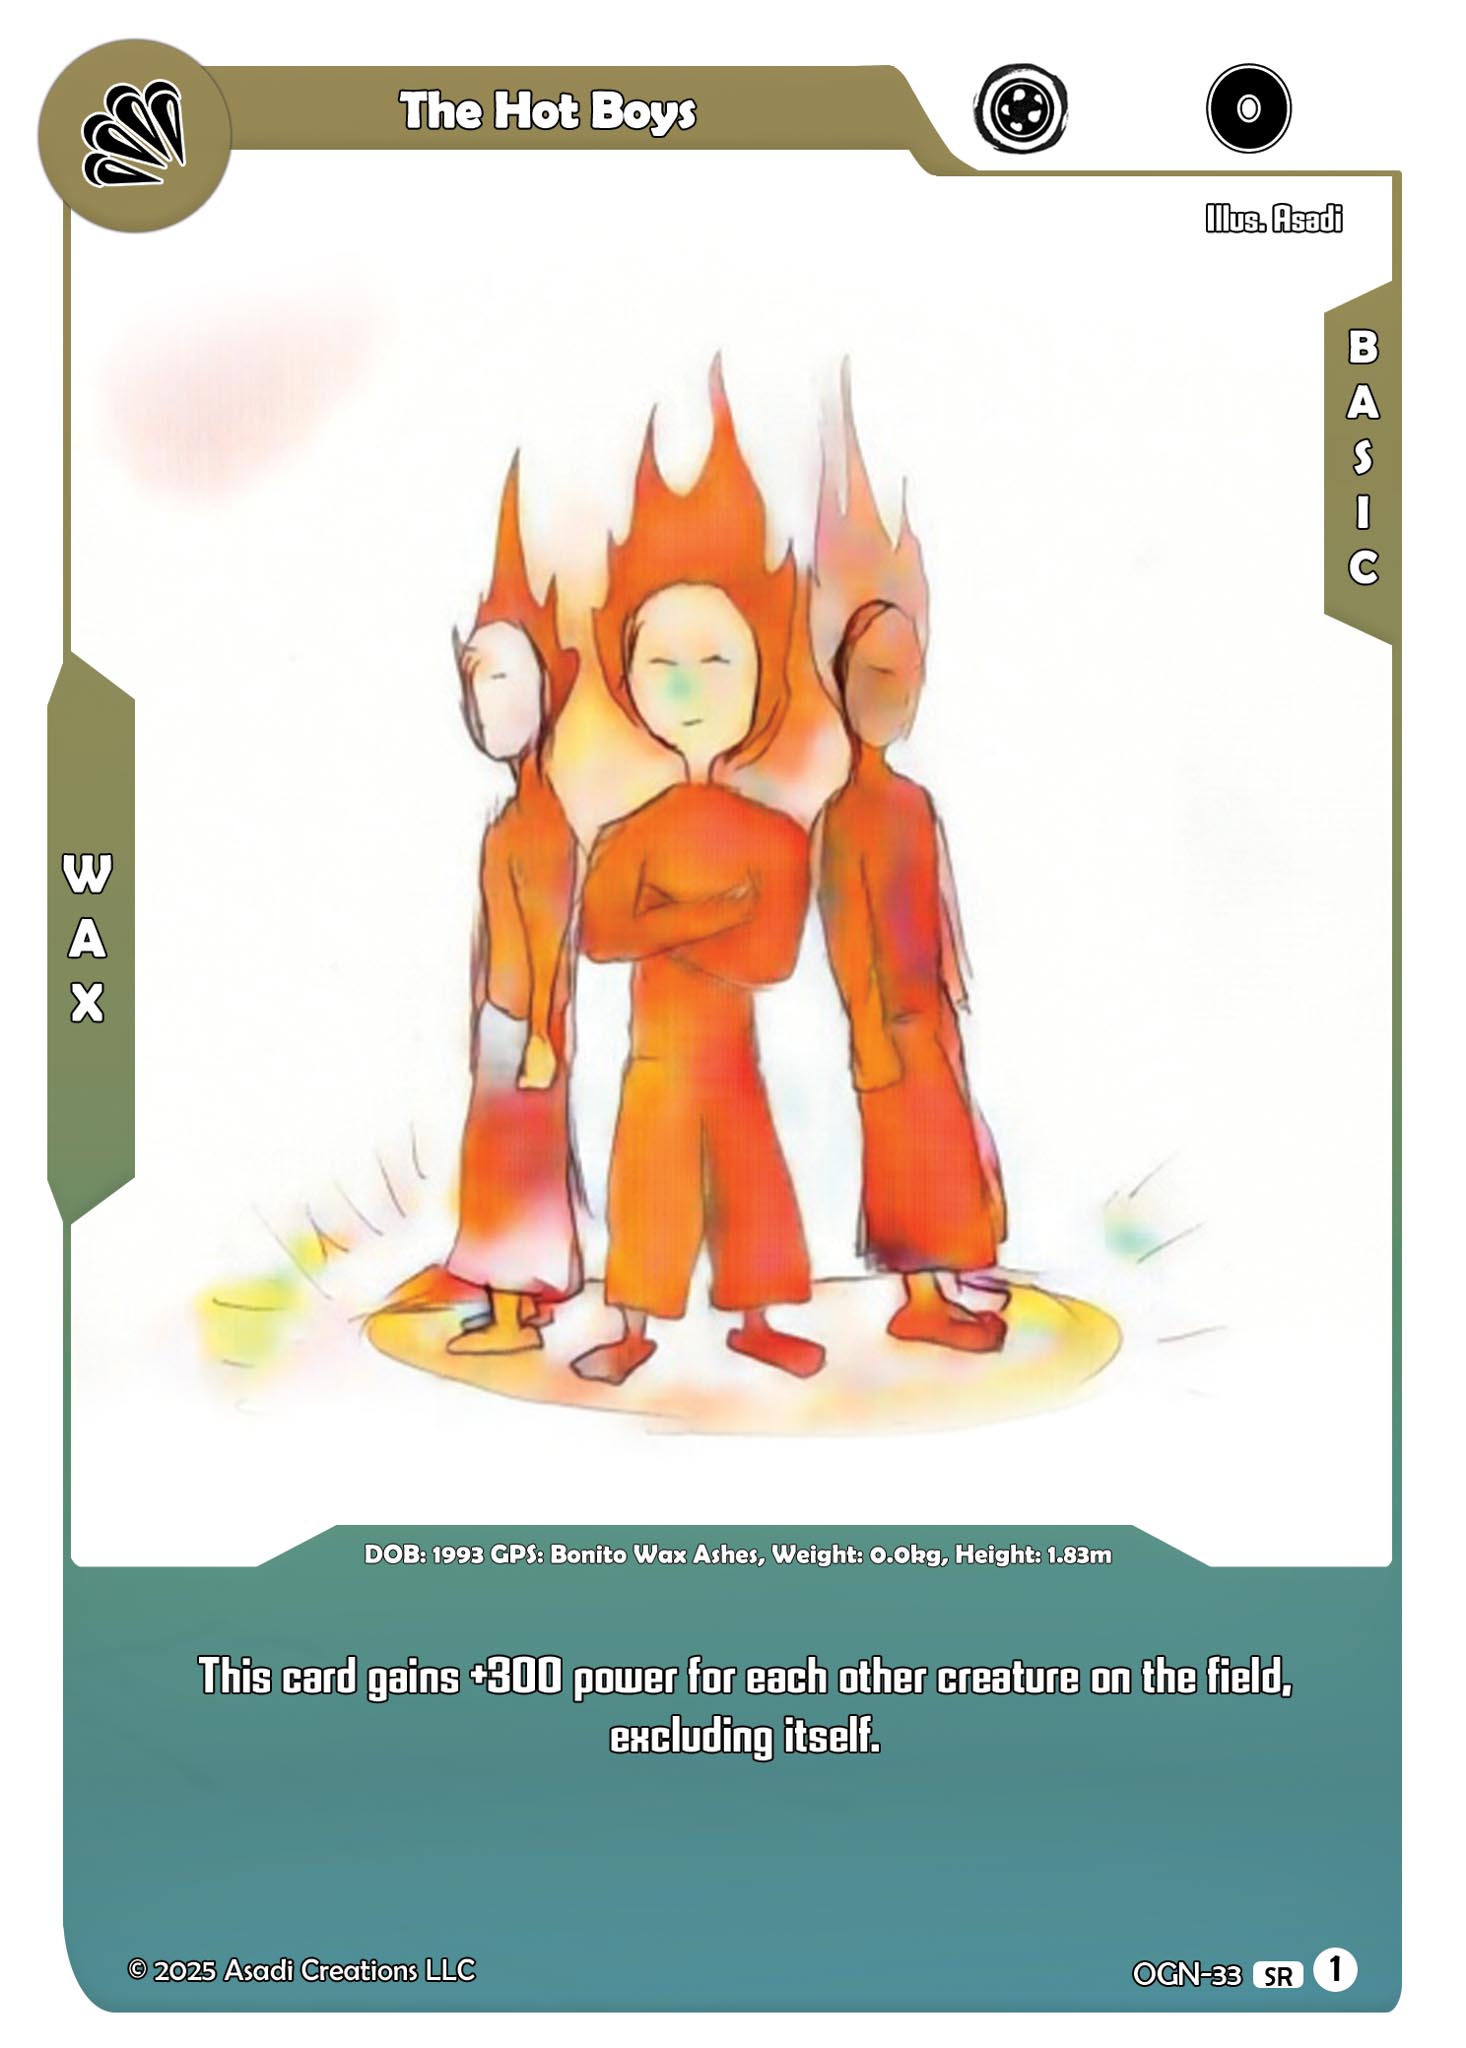 The Hot Boys
Illus. Asadi
BASIC
WAX
DOB: 1993 GPS: Bonito Wax Ashes, Weight: 0.0kg, Height: 1.83m
This card gains +300 power for each other creature on the field,
excluding itself.
© 2025 Asadi Creations LLC
OGN-33 SR 1